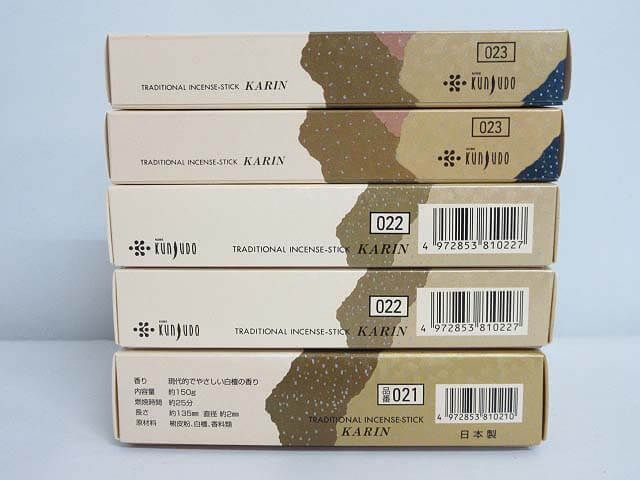 TRADITIONAL INCENSE-STICK KARIN 023 KOBE KUNJUDO
TRADITIONAL INCENSE-STICK KARIN 023 KOBE KUNJUDO
KOBE KUNJUDO TRADITIONAL INCENSE-STICK KARIN 022 4 972853 810227
KOBE KUNJUDO TRADITIONAL INCENSE-STICK KARIN 022 4 972853 810227
香り 現代的でやさしい白檀の香り
内容量 約150g
燃焼時間 約25分
長さ 約135mm 直径 約2mm
原材料 椨皮粉、白檀、香料類
品番 021
TRADITIONAL INCENSE-STICK
KARIN
4 972853 810210
日本製